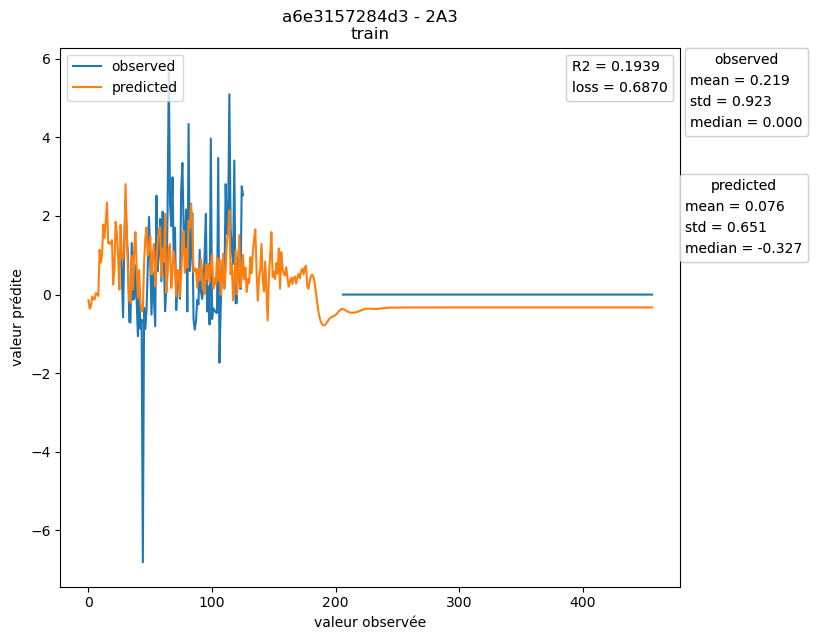 a6e3157284d3 - 2A3
train
observed
predicted
R2 = 0.1939
loss = 0.6870
observed
mean = 0.219
std = 0.923
median = 0.000
predicted
mean = 0.076
std = 0.651
median = -0.327
valeur prédite
6
4
2
0
−2
−4
−6
0
100
200
300
400
valeur observée